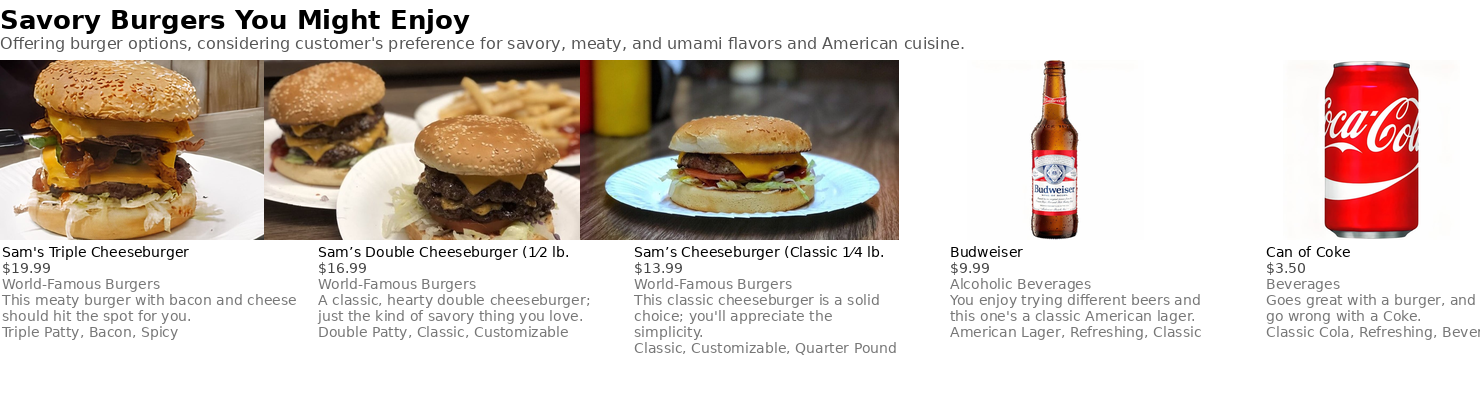 Savory Burgers You Might Enjoy
Offering burger options, considering customer's preference for savory, meaty, and umami flavors and American cuisine.
Budweiser
Coca-Cola
Sam's Triple Cheeseburger
$19.99
World-Famous Burgers
This meaty burger with bacon and cheese
should hit the spot for you.
Triple Patty, Bacon, Spicy
Sam’s Double Cheeseburger (1⁄2 lb.
$16.99
World-Famous Burgers
A classic, hearty double cheeseburger;
just the kind of savory thing you love.
Double Patty, Classic, Customizable
Sam’s Cheeseburger (Classic 1⁄4 lb.
$13.99
World-Famous Burgers
This classic cheeseburger is a solid
choice; you'll appreciate the
simplicity.
Classic, Customizable, Quarter Pound
Budweiser
$9.99
Alcoholic Beverages
You enjoy trying different beers and
this one's a classic American lager.
American Lager, Refreshing, Classic
Can of Coke
$3.50
Beverages
Goes great with a burger, and
go wrong with a Coke.
Classic Cola, Refreshing,